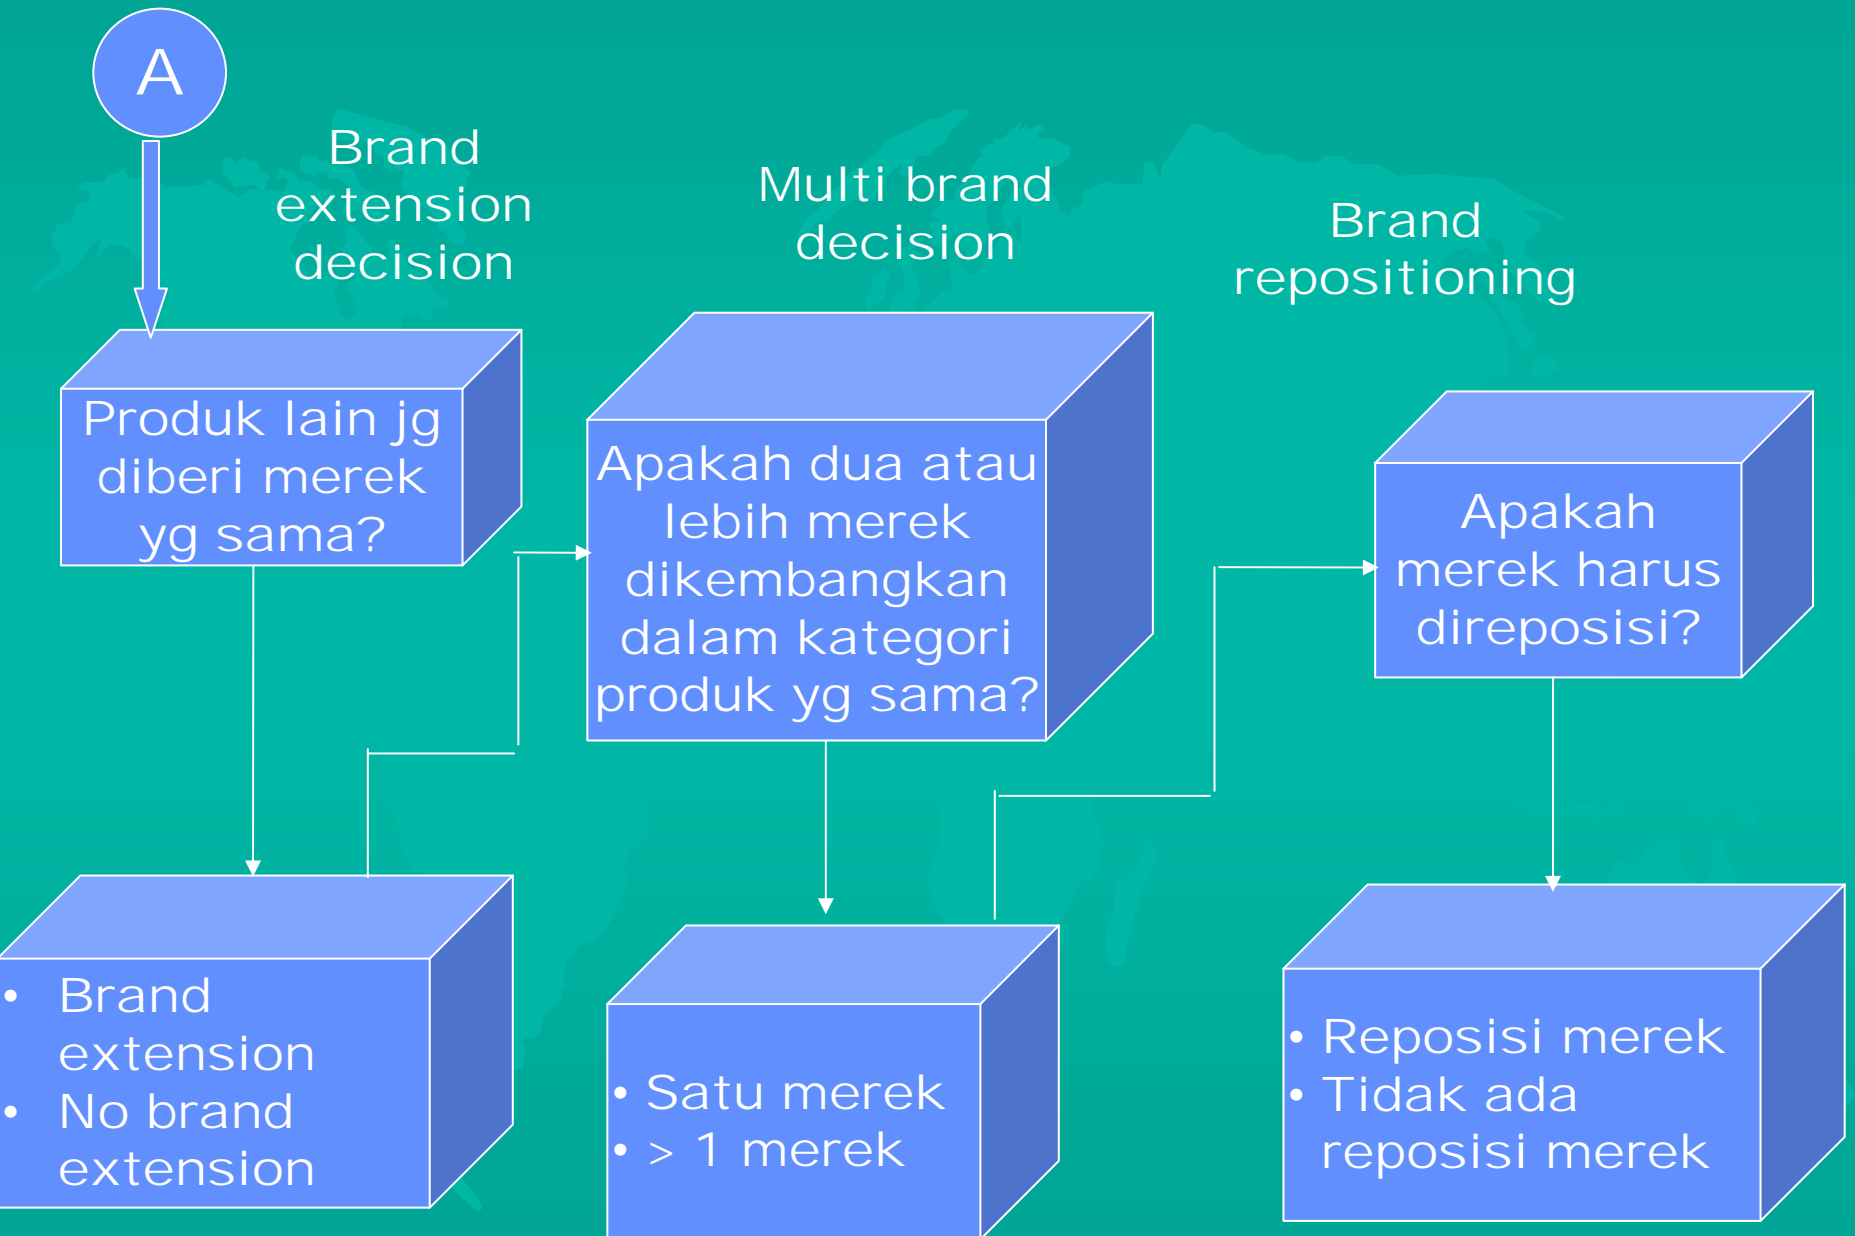 A
Brand
extension
decision
Multi brand
decision
Brand
repositioning
Produk lain jg
diberi merek
yg sama?
Apakah dua atau
lebih merek
dikembangkan
dalam kategori
produk yg sama?
Apakah
merek harus
direposisi?
• Brand
extension
• No brand
extension
• Satu merek
• > 1 merek
• Reposisi merek
• Tidak ada
reposisi merek